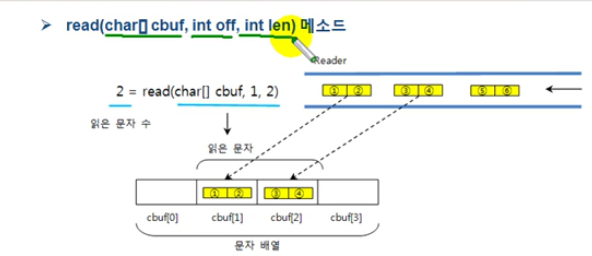 ➢ read(char[] cbuf, int off, int len) 메소드
Reader
2 = read(char[] cbuf, 1, 2)
① ② ③ ④ ⑤ ⑥
읽은 문자 수
읽은 문자
① ② ③ ④
cbuf[0] cbuf[1] cbuf[2] cbuf[3]
문자 배열